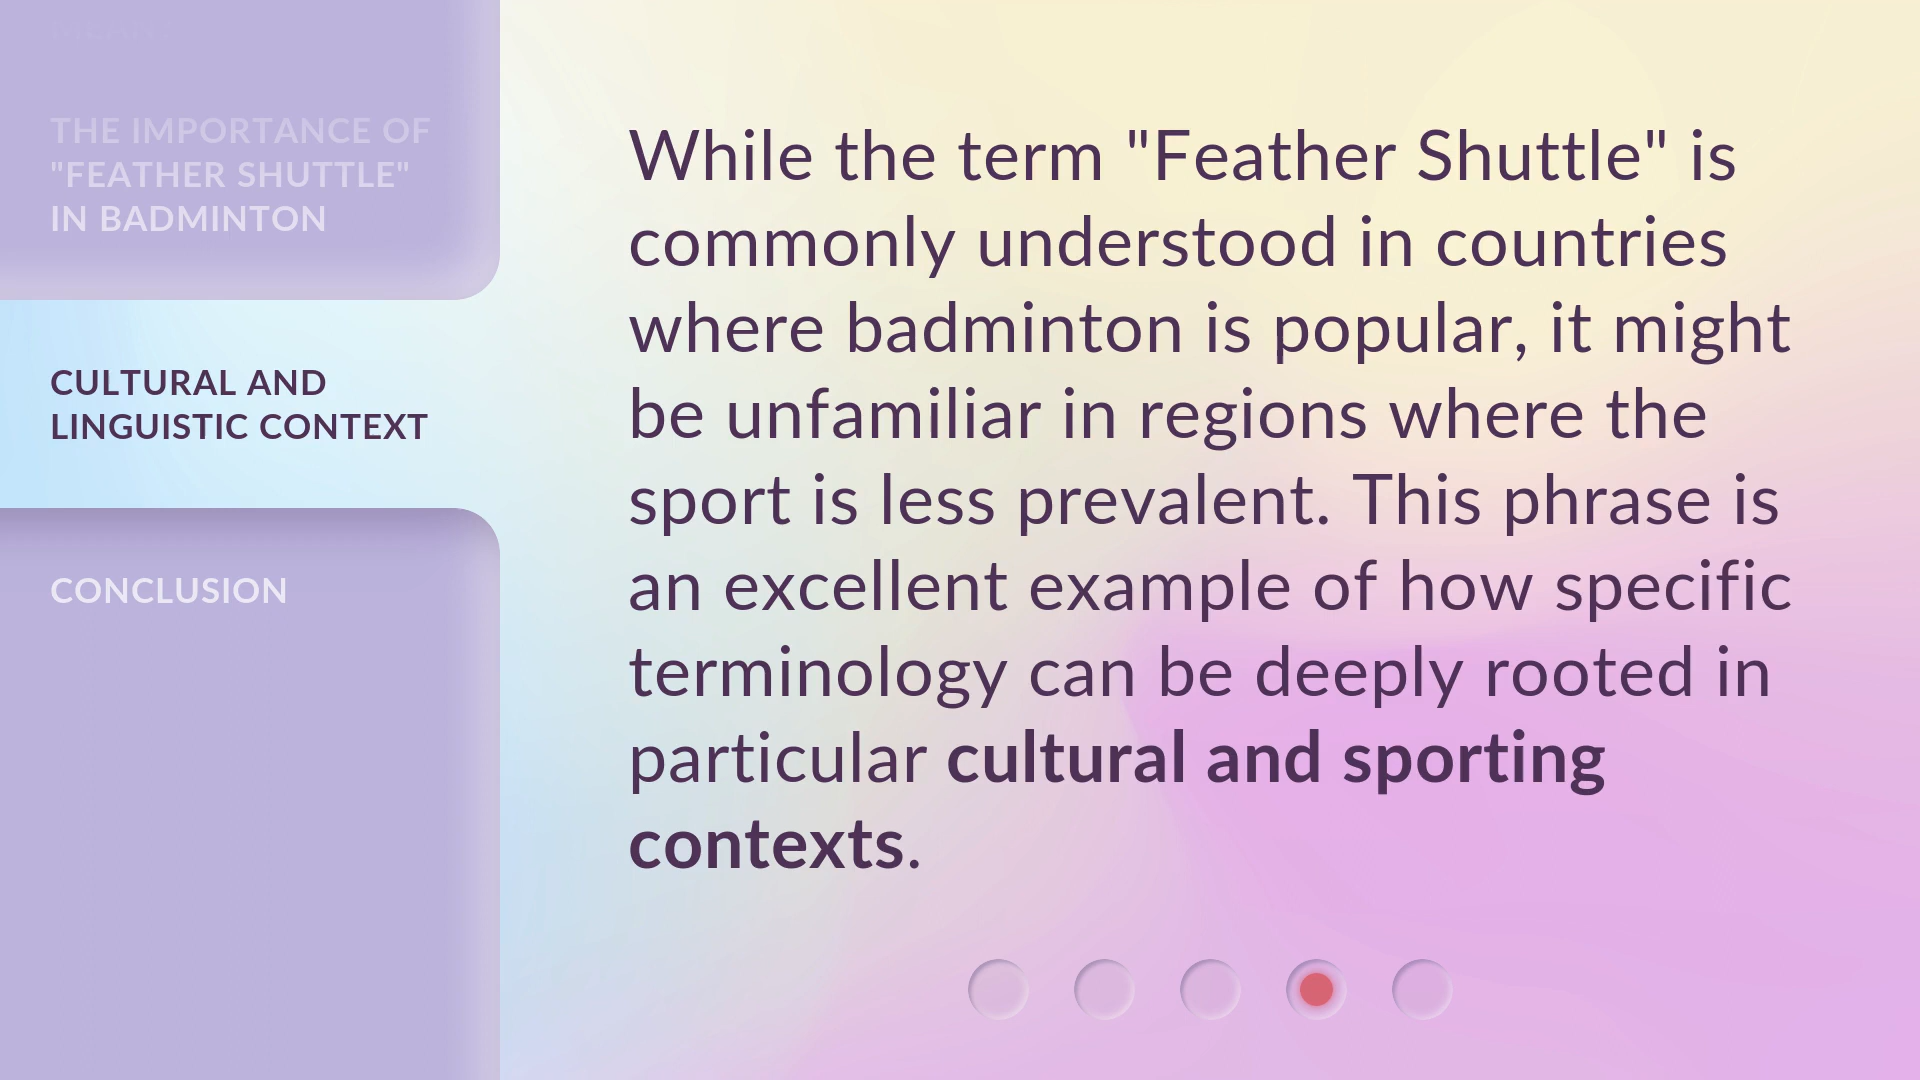 THE IMPORTANCE OF
"FEATHER SHUTTLE"
IN BADMINTON
CULTURAL AND
LINGUISTIC CONTEXT
CONCLUSION
While the term "Feather Shuttle" is
commonly understood in countries
where badminton is popular, it might
be unfamiliar in regions where the
sport is less prevalent. This phrase is
an excellent example of how specific
terminology can be deeply rooted in
particular cultural and sporting
contexts.